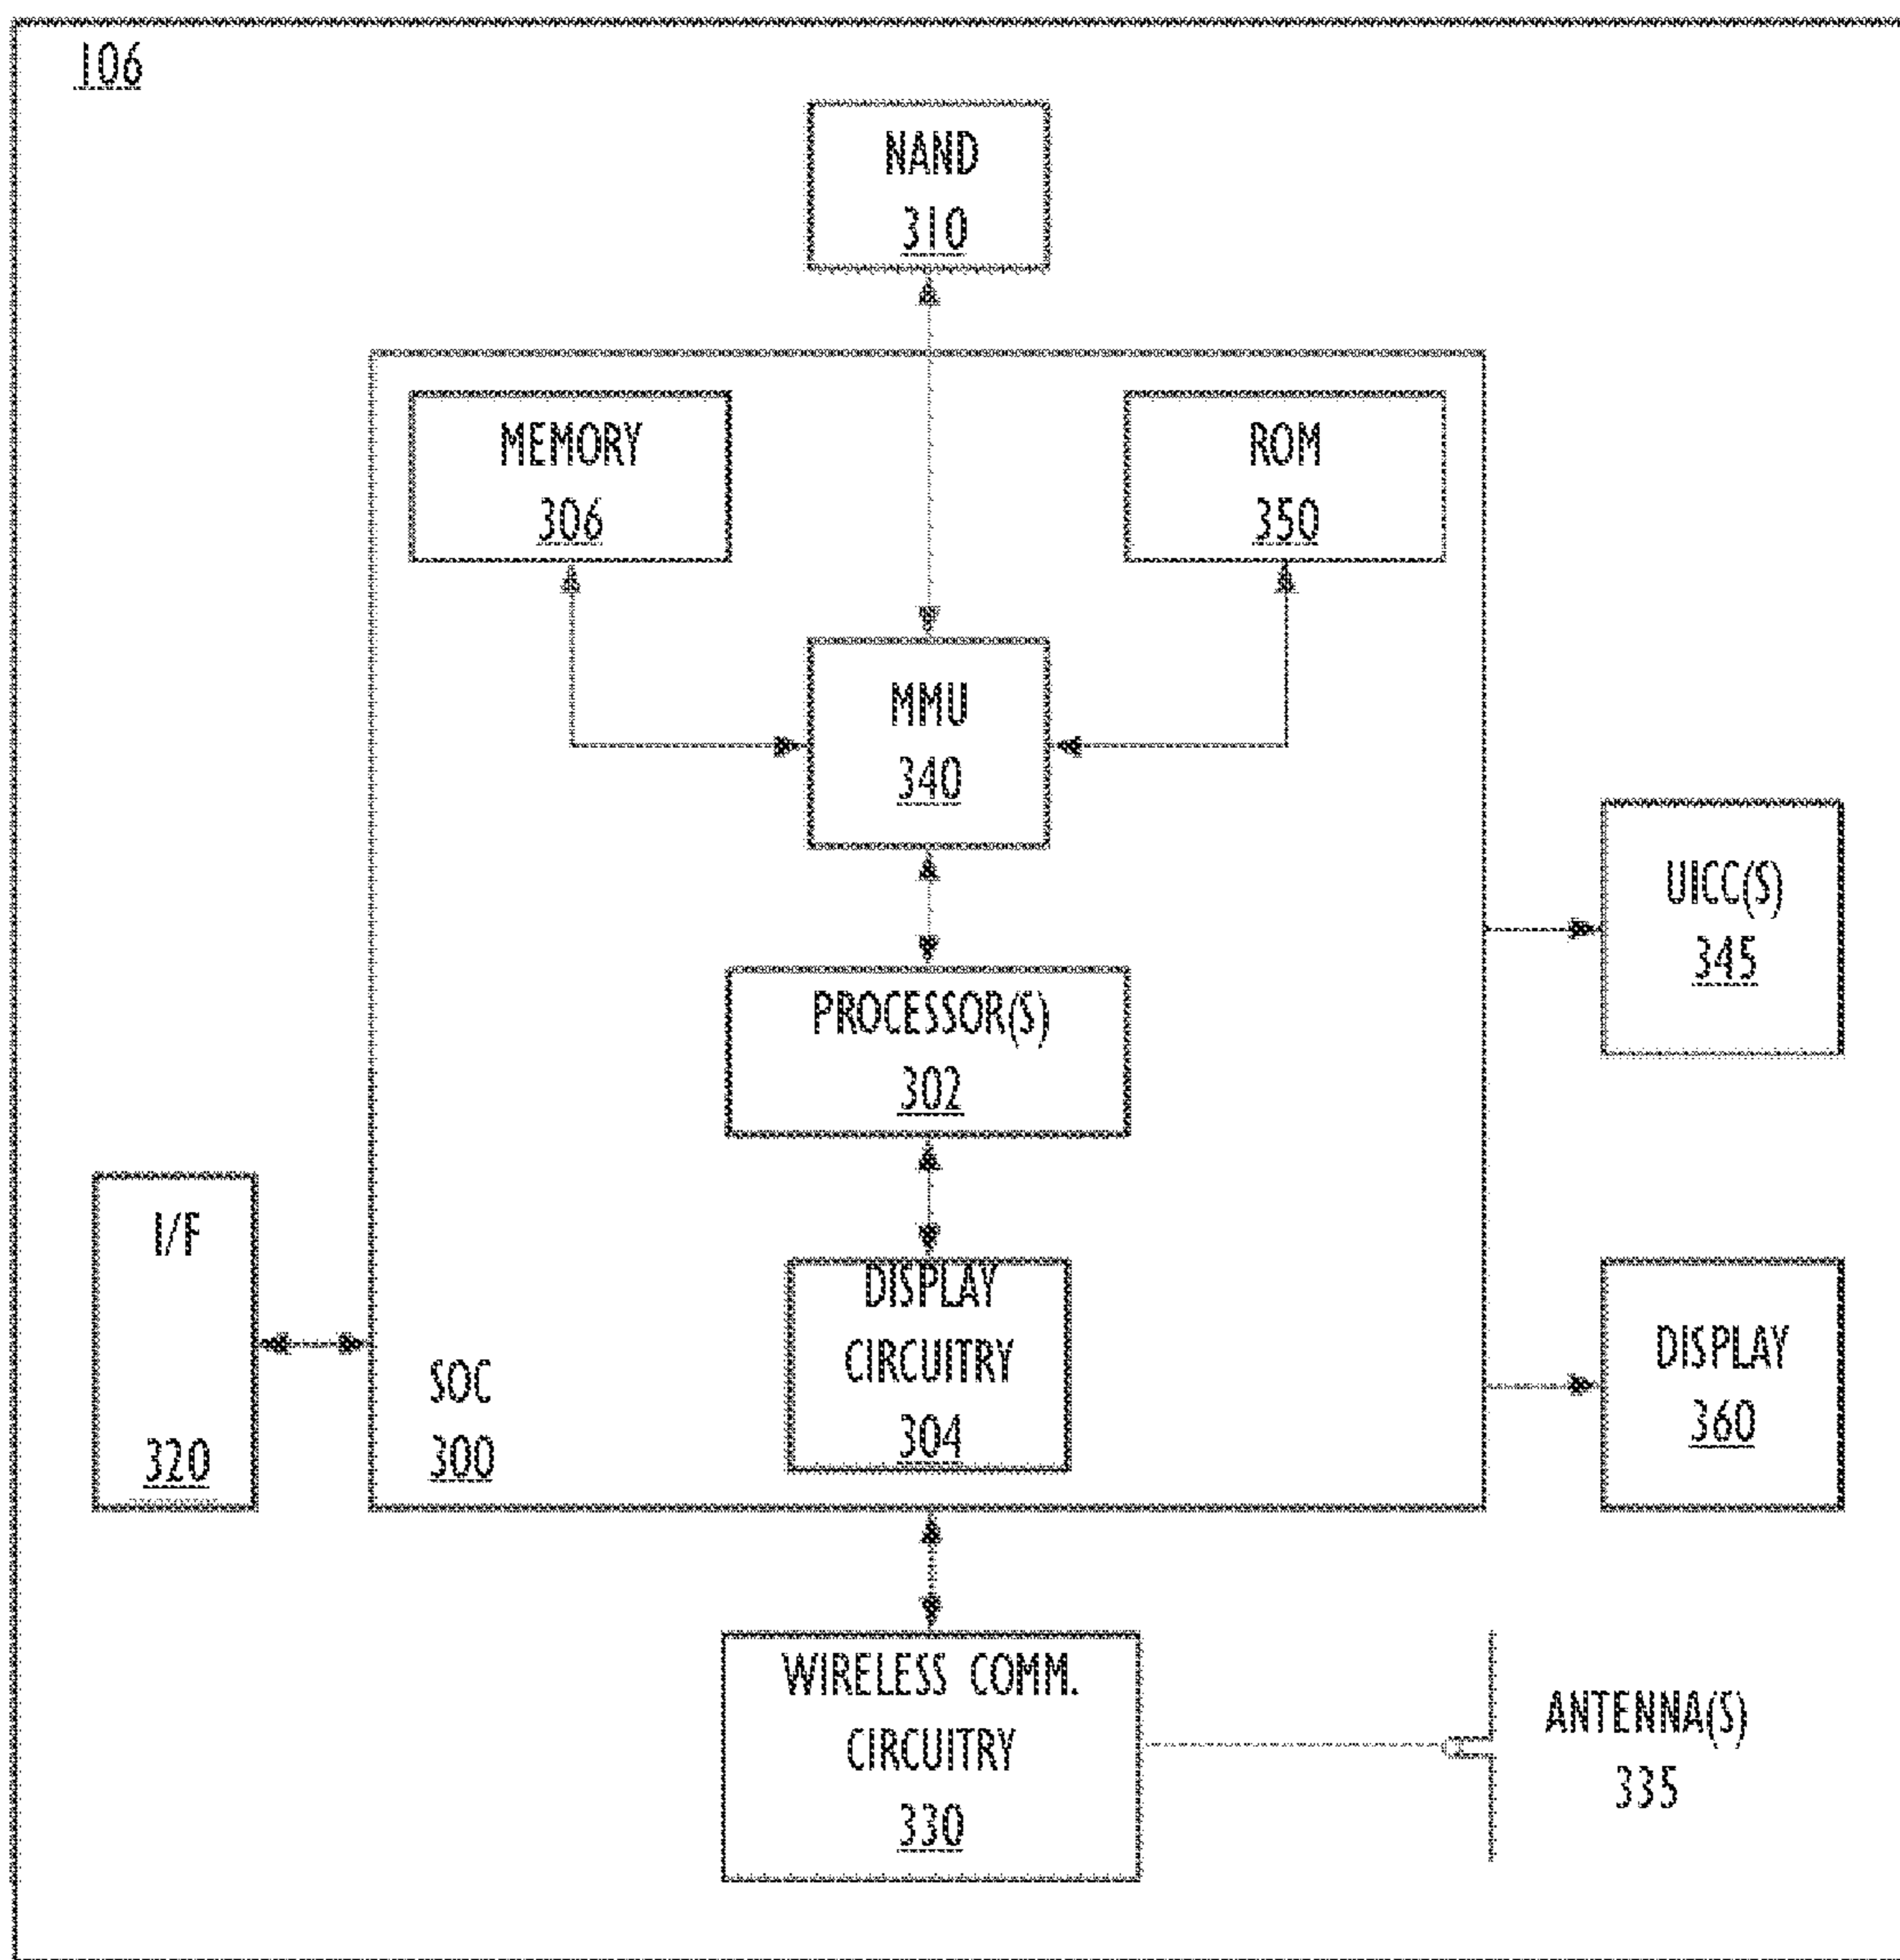 106
NAND
310
MEMORY
306
ROM
350
MMU
340
UICC(S)
345
PROCESSOR(S)
302
I/F
320
DISPLAY
CIRCUITRY
304
SOC
300
DISPLAY
360
WIRELESS COMM.
CIRCUITRY
330
ANTENNA(S)
335